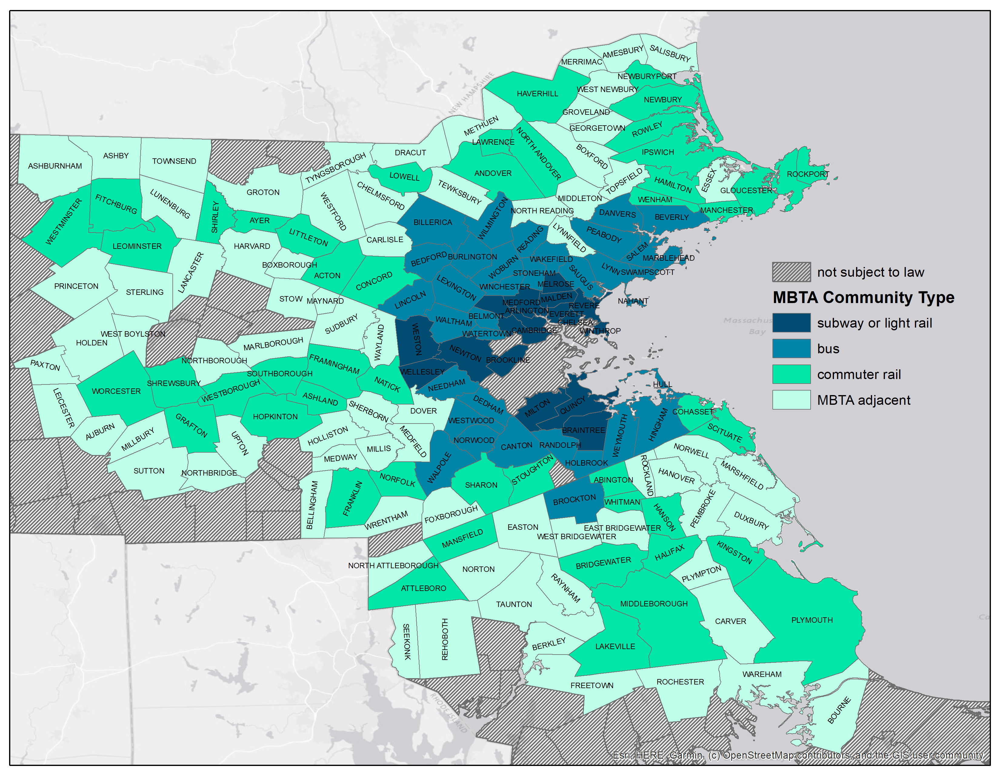 SALISBURY
AMESBURY
MERRIMAC
NEWBURYPORT
WEST NEWBURY
HAVERHILL
NEWBURY
NEW HAMPSHIRE
GROVELAND
METHUEN
GEORGETOWN
ROWLEY
LAWRENCE
NORTH ANDOVER
BOXFORD
IPSWICH
DRACUT
ASHBY
TOWNSEND
ASHBURNHAM
TYNGSBOROUGH
ANDOVER
LOWELL
TOPSFIELD
HAMILTON
ESSEX
ROCKPORT
GLOUCESTER
GROTON
CHELMSFORD
TEWKSBURY
MIDDLETON
WENHAM
FITCHBURG
LUNENBURG
WESTFORD
NORTH READING
MANCHESTER
DANVERS
BEVERLY
WESTMINSTER
SHIRLEY
AYER
BILLERICA
WILMINGTON
LITTLETON
CARLISLE
READING
LYNNFIELD
PEABODY
LEOMINSTER
HARVARD
SALEM
MARBLEHEAD
BEDFORD
BURLINGTON
WAKEFIELD
BOXBOROUGH
WOBURN
LYNN
SWAMPSCOTT
LANCASTER
ACTON
CONCORD
STONEHAM
SAUGUS
PRINCETON
STERLING
LEXINGTON
WINCHESTER
MELROSE
STOW
MAYNARD
LINCOLN
MEDFORD
MALDEN
REVERE
NAHANT
ARLINGTON
EVERETT
BELMONT
WALTHAM
SUDBURY
CHELSEA
WATERTOWN
CAMBRIDGE
WINTHROP
WEST BOYLSTON
HOLDEN
MARLBOROUGH
WAYLAND
WESTON
NEWTON
BROOKLINE
NORTHBOROUGH
PAXTON
FRAMINGHAM
SOUTHBOROUGH
WELLESLEY
SHREWSBURY
WESTBOROUGH
NATICK
NEEDHAM
HULL
WORCESTER
LEICESTER
ASHLAND
SHERBORN
DOVER
DEDHAM
MILTON
QUINCY
COHASSET
GRAFTON
HOPKINTON
WESTWOOD
BRAINTREE
WEYMOUTH
HINGHAM
SCITUATE
AUBURN
MILLBURY
UPTON
HOLLISTON
MEDFIELD
NORWOOD
CANTON
RANDOLPH
MILLIS
MEDWAY
NORWELL
SUTTON
NORTHBRIDGE
WALPOLE
HOLBROOK
ROCKLAND
HANOVER
MARSHFIELD
STOUGHTON
NORFOLK
SHARON
ABINGTON
BELLINGHAM
FRANKLIN
BROCKTON
WHITMAN
HANSON
PEMBROKE
WRENTHAM
FOXBOROUGH
DUXBURY
EASTON
EAST BRIDGEWATER
WEST BRIDGEWATER
MANSFIELD
HALIFAX
KINGSTON
BRIDGEWATER
NORTH ATTLEBOROUGH
NORTON
PLYMPTON
ATTLEBORO
RAYNHAM
TAUNTON
MIDDLEBOROUGH
PLYMOUTH
CARVER
SEEKONK
REHOBOTH
BERKLEY
LAKEVILLE
WAREHAM
ROCHESTER
FREETOWN
BOURNE
RHODE ISLAND
Massachus
Bay
Ca
not subject to law
MBTA Community Type
subway or light rail
bus
commuter rail
MBTA adjacent
Esri, HERE, Garmin, (c) OpenStreetMap contributors, and the GIS user community